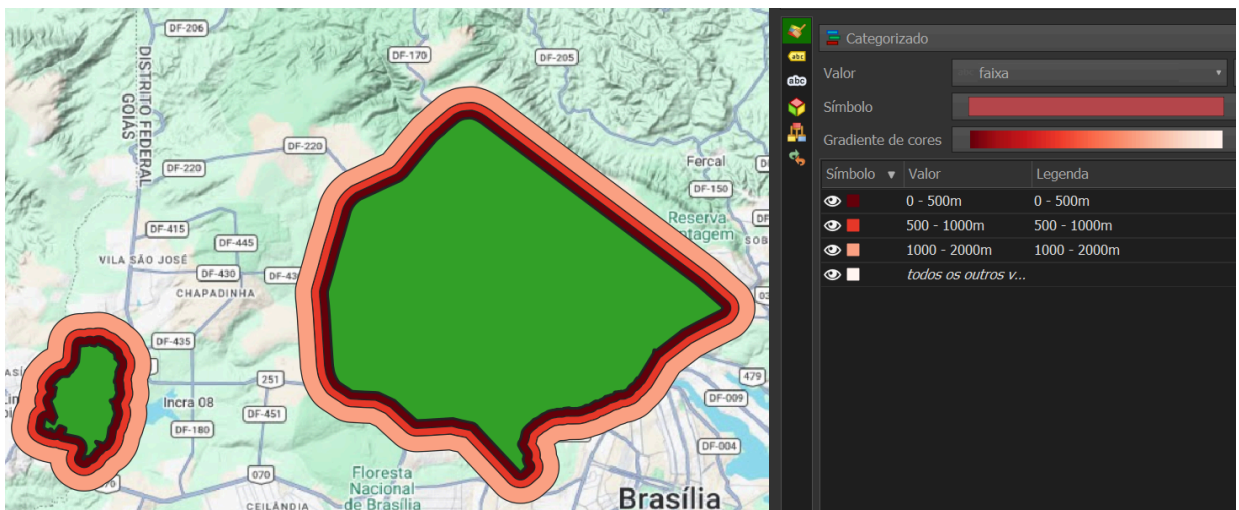 DF-206
DISTRITO FEDERAL
GOIÁS
DF-170
DF-205
DF-220
DF-220
Fercal
DF-150
Reserva
DF-415
DF-445
VILA SÃO JOSÉ
DF-430
CHAPADINHA
DF-435
251
Incra 08
DF-451
DF-180
479
DF-009
DF-004
070
Floresta
Nacional
de Brasília
CEILÂNDIA
Brasília
Categorizado
Valor
faixa
Símbolo
Gradiente de cores
Símbolo Valor Legenda
0 - 500m 0 - 500m
500 - 1000m 500 - 1000m
1000 - 2000m 1000 - 2000m
todos os outros v...
abc
abc